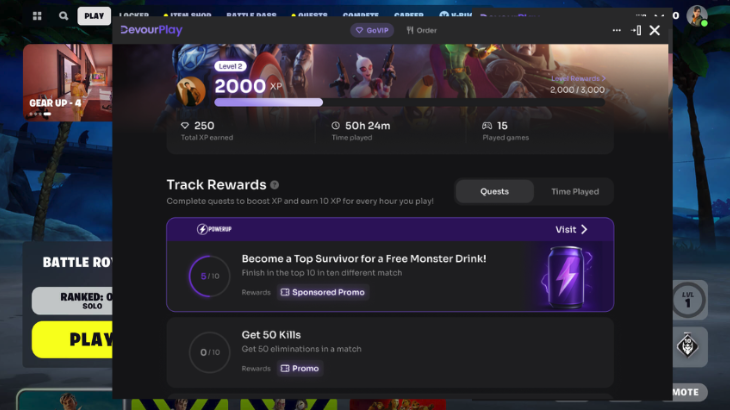 PLAY LOCKER ITEM SHOP BATTLE PASS QUESTS COMPETE CAREER
DevourPlay
GoVIP
Order
GEAR UP - 4
Level 2
2000 XP
Level Rewards >
2,000 / 3,000
250
Total XP earned
50h 24m
Time played
15
Played games
Track Rewards
Complete quests to boost XP and earn 10 XP for every hour you play!
Quests
Time Played
POWERUP
Visit >
5/10
Become a Top Survivor for a Free Monster Drink!
Finish in the top 10 in ten different match
Rewards Sponsored Promo
0/10
Get 50 Kills
Get 50 eliminations in a match
Rewards Promo
BATTLE RO
RANKED: O
SOLO
PLAY
LVL
1
MOTE